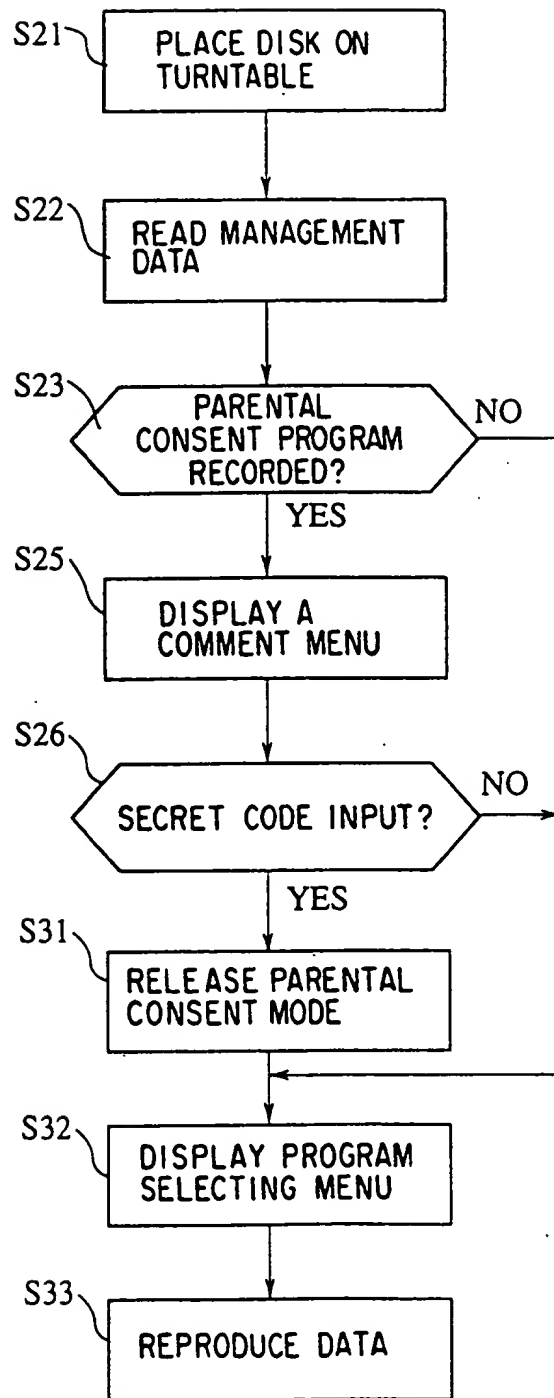 S21
PLACE DISK ON
TURNTABLE
S22
READ MANAGEMENT
DATA
S23
PARENTAL
CONSENT PROGRAM
RECORDED?
NO
YES
S25
DISPLAY A
COMMENT MENU
S26
SECRET CODE INPUT?
NO
YES
S31
RELEASE PARENTAL
CONSENT MODE
S32
DISPLAY PROGRAM
SELECTING MENU
S33
REPRODUCE DATA